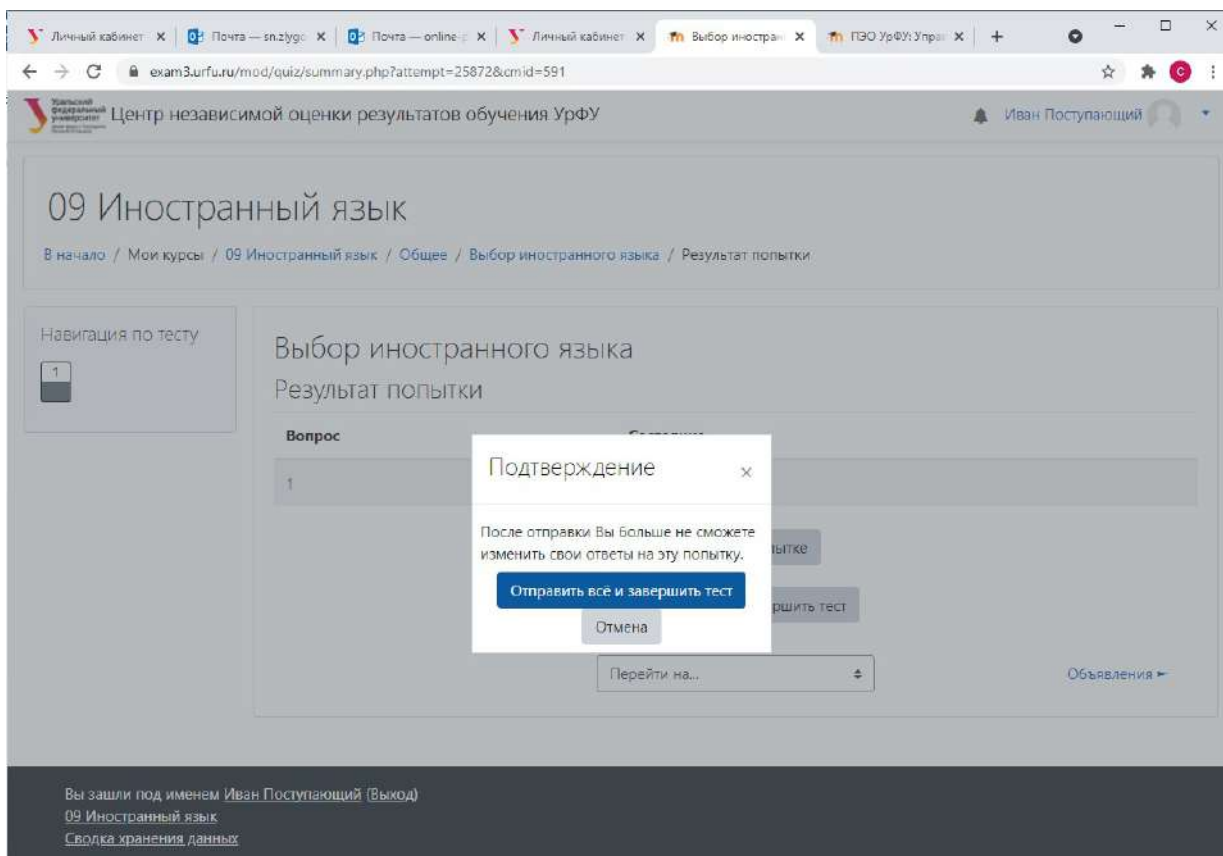 Личный кабинет
Почта — sn.zlygo
Почта — online-p
Личный кабинет
Выбор иностран
ПЭО УрФУ: Упра
exam3.urfu.ru/mod/quiz/summary.php?attempt=25872&cmid=591
C
Уральский
федеральный
университет
Центр независимой оценки результатов обучения УрФУ
Иван Поступающий
09 Иностранный язык
В начало / Мои курсы / 09 Иностранный язык / Общее / Выбор иностранного языка / Результат попытки
Навигация по тесту
1
Выбор иностранного языка
Результат попытки
Вопрос
1
Подтверждение ×
После отправки Вы больше не сможете
изменить свои ответы на эту попытку.
Отправить всё и завершить тест
Отмена
ытке
ршить тест
Перейти на...
Объявления ►
Вы зашли под именем Иван Поступающий (Выход)
09 Иностранный язык
Сводка хранения данных